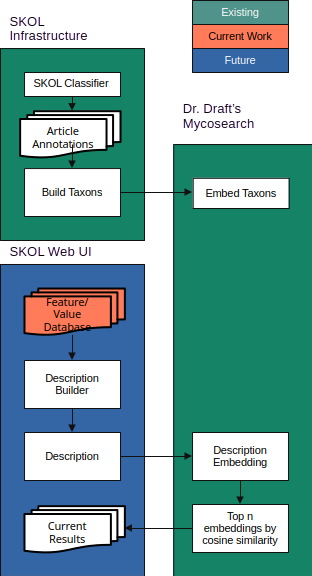 SKOL
Infrastructure
Existing
Current Work
Future
SKOL Classifier
Article
Annotations
Build Taxons
Dr. Draft's
Mycosearch
Embed Taxons
SKOL Web UI
Feature/
Value
Database
Description
Builder
Description
Description
Embedding
Current
Results
Top n
embeddings by
cosine similarity